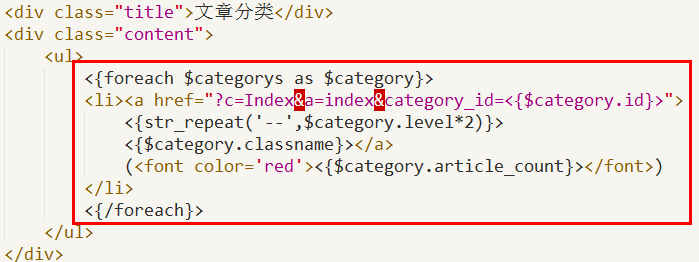 <div class="title">文章分类</div>
<div class="content">
<ul>
<{foreach $categorys as $category}>
<li><a href="?c=Index&a=index&category_id=<{$category.id}>">
<{str_repeat('--',$category.level*2)}>
<{$category.classname}></a>
(<font color='red'><{$category.article_count}></font>)
</li>
<{/foreach}>
</ul>
</div>